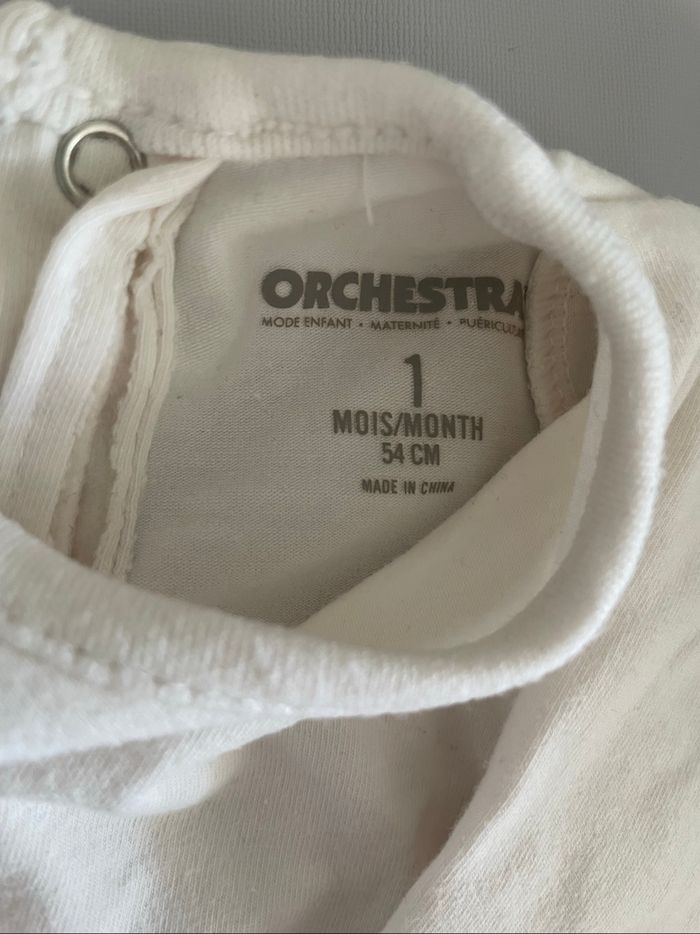 ORCHESTRA
MODE ENFANT • MATERNITÉ •
1
MOIS/MONTH
54 CM
MADE IN CHINA